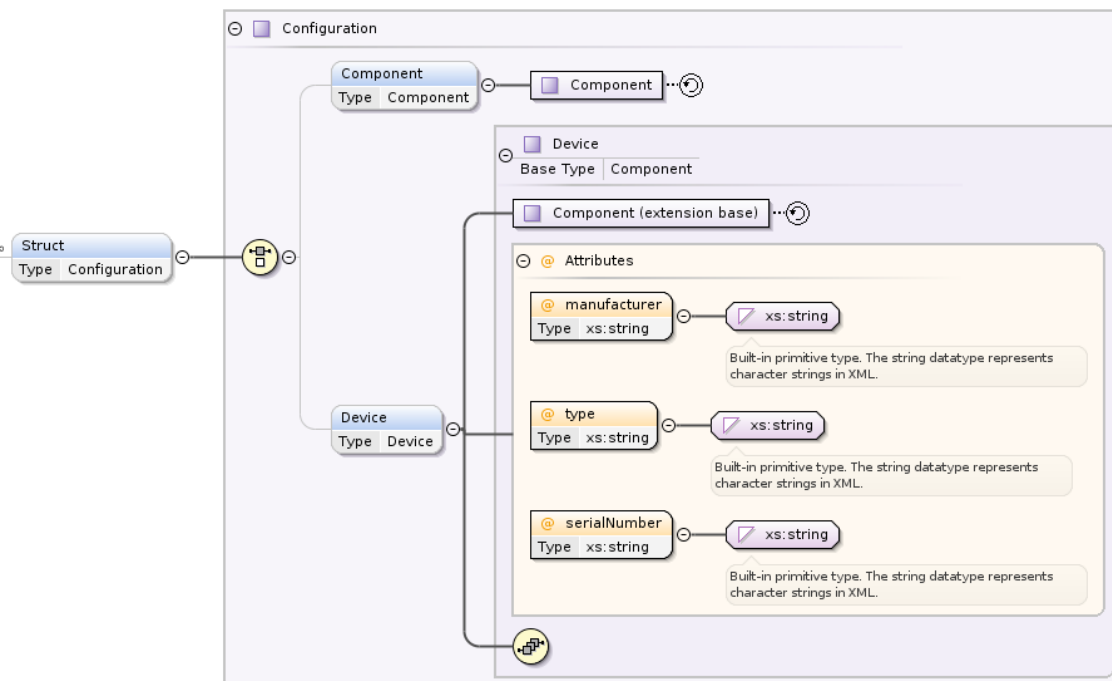 Configuration
Component
Type Component
Component
Device
Base Type Component
Component (extension base)
Struct
Type Configuration
@ Attributes
@ manufacturer
Type xs:string
xs:string
Built-in primitive type. The string datatype represents
character strings in XML.
Device
Type Device
@ type
Type xs:string
xs:string
Built-in primitive type. The string datatype represents
character strings in XML.
@ serialNumber
Type xs:string
xs:string
Built-in primitive type. The string datatype represents
character strings in XML.